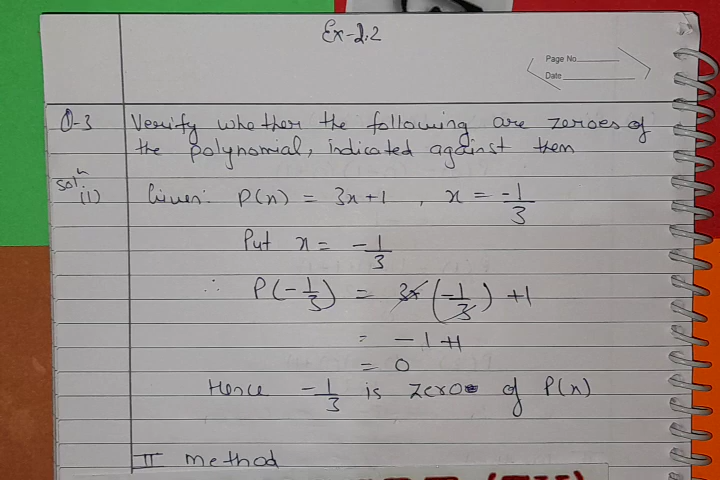 Ex-2.2
Page No.
Date
Q-3 Verify whether the following are zeroes of
the polynomial, indicated against them
Solⁿ.
(i) Given: P(x) = 3x+1 , x = -1/3
Put x = -1/3
∴ P(-1/3) = 3x(-1/3) +1
= -1+1
= 0
Hence -1/3 is zero of P(x)
II method